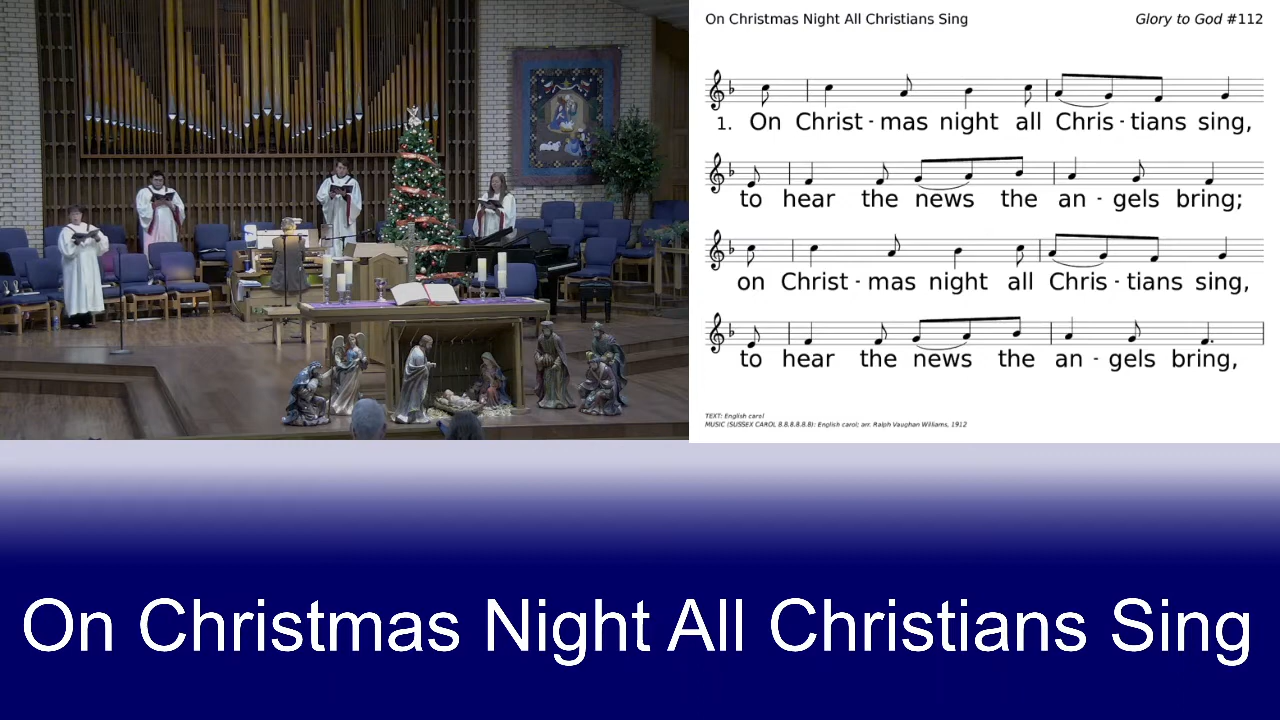 On Christmas Night All Christians Sing Glory to God #112
1. On Christ - mas night all Chris - tians sing,
to hear the news the an - gels bring;
on Christ - mas night all Chris - tians sing,
to hear the news the an - gels bring,
TEXT: English carol
MUSIC (SUSSEX CAROL 8.8.8.8.8.8): English carol; arr. Ralph Vaughan Williams, 1912
On Christmas Night All Christians Sing